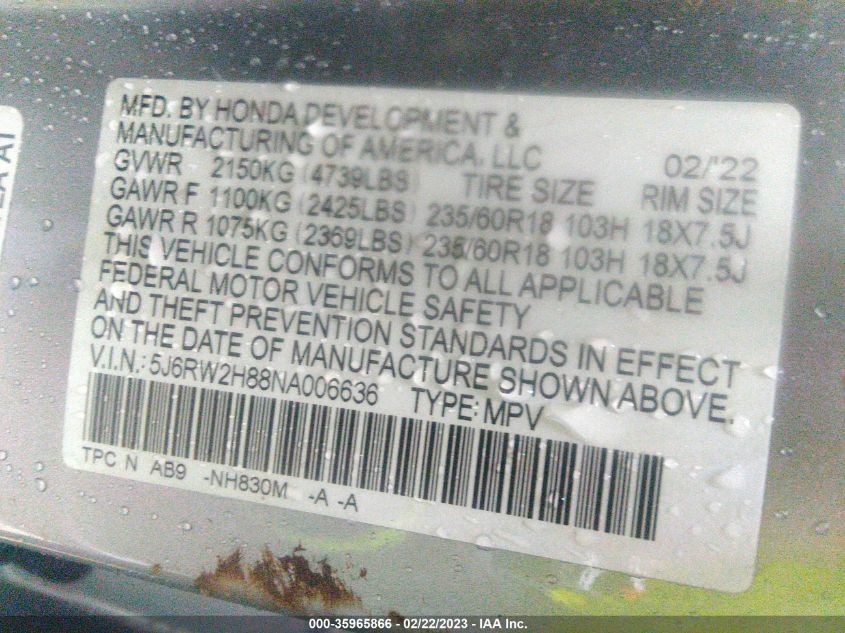 MFD. BY HONDA DEVELOPMENT &
MANUFACTURING OF AMERICA, LLC 02/'22
GVWR 2150KG (4739LBS) TIRE SIZE RIM SIZE
GAWR F 1100KG (2425LBS) 235/60R18 103H 18X7.5J
GAWR R 1075KG (2369LBS) 235/60R18 103H 18X7.5J
THIS VEHICLE CONFORMS TO ALL APPLICABLE
FEDERAL MOTOR VEHICLE SAFETY
AND THEFT PREVENTION STANDARDS IN EFFECT
ON THE DATE OF MANUFACTURE SHOWN ABOVE.
V.I.N.: 5J6RW2H88NA006636 TYPE: MPV
TPC N AB9 -NH830M -A -A
000-35965866 - 02/22/2023 - IAA Inc.